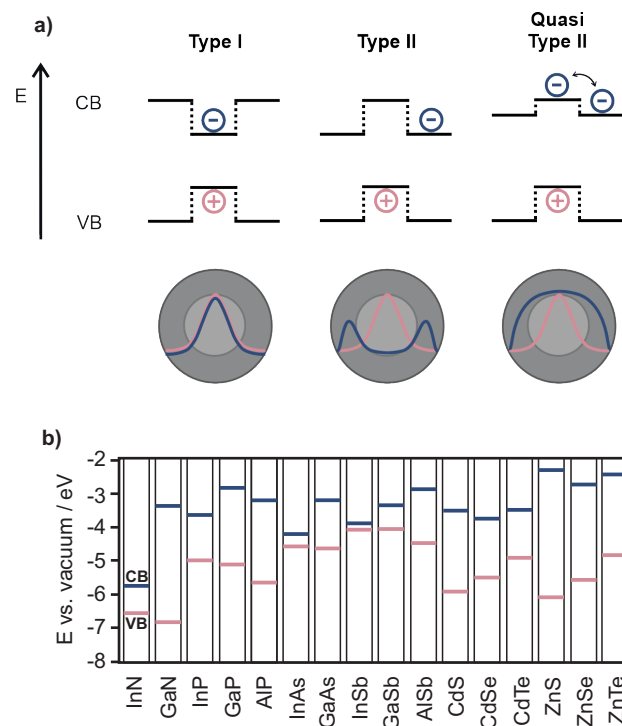 a)
Type I
Type II
Quasi
Type II
E
CB
VB
b)
E vs. vacuum / eV
-2
-3
-4
-5
-6
-7
-8
CB
VB
InN
GaN
InP
GaP
AlP
InAs
GaAs
InSb
GaSb
AlSb
CdS
CdSe
CdTe
ZnS
ZnSe
ZnTe